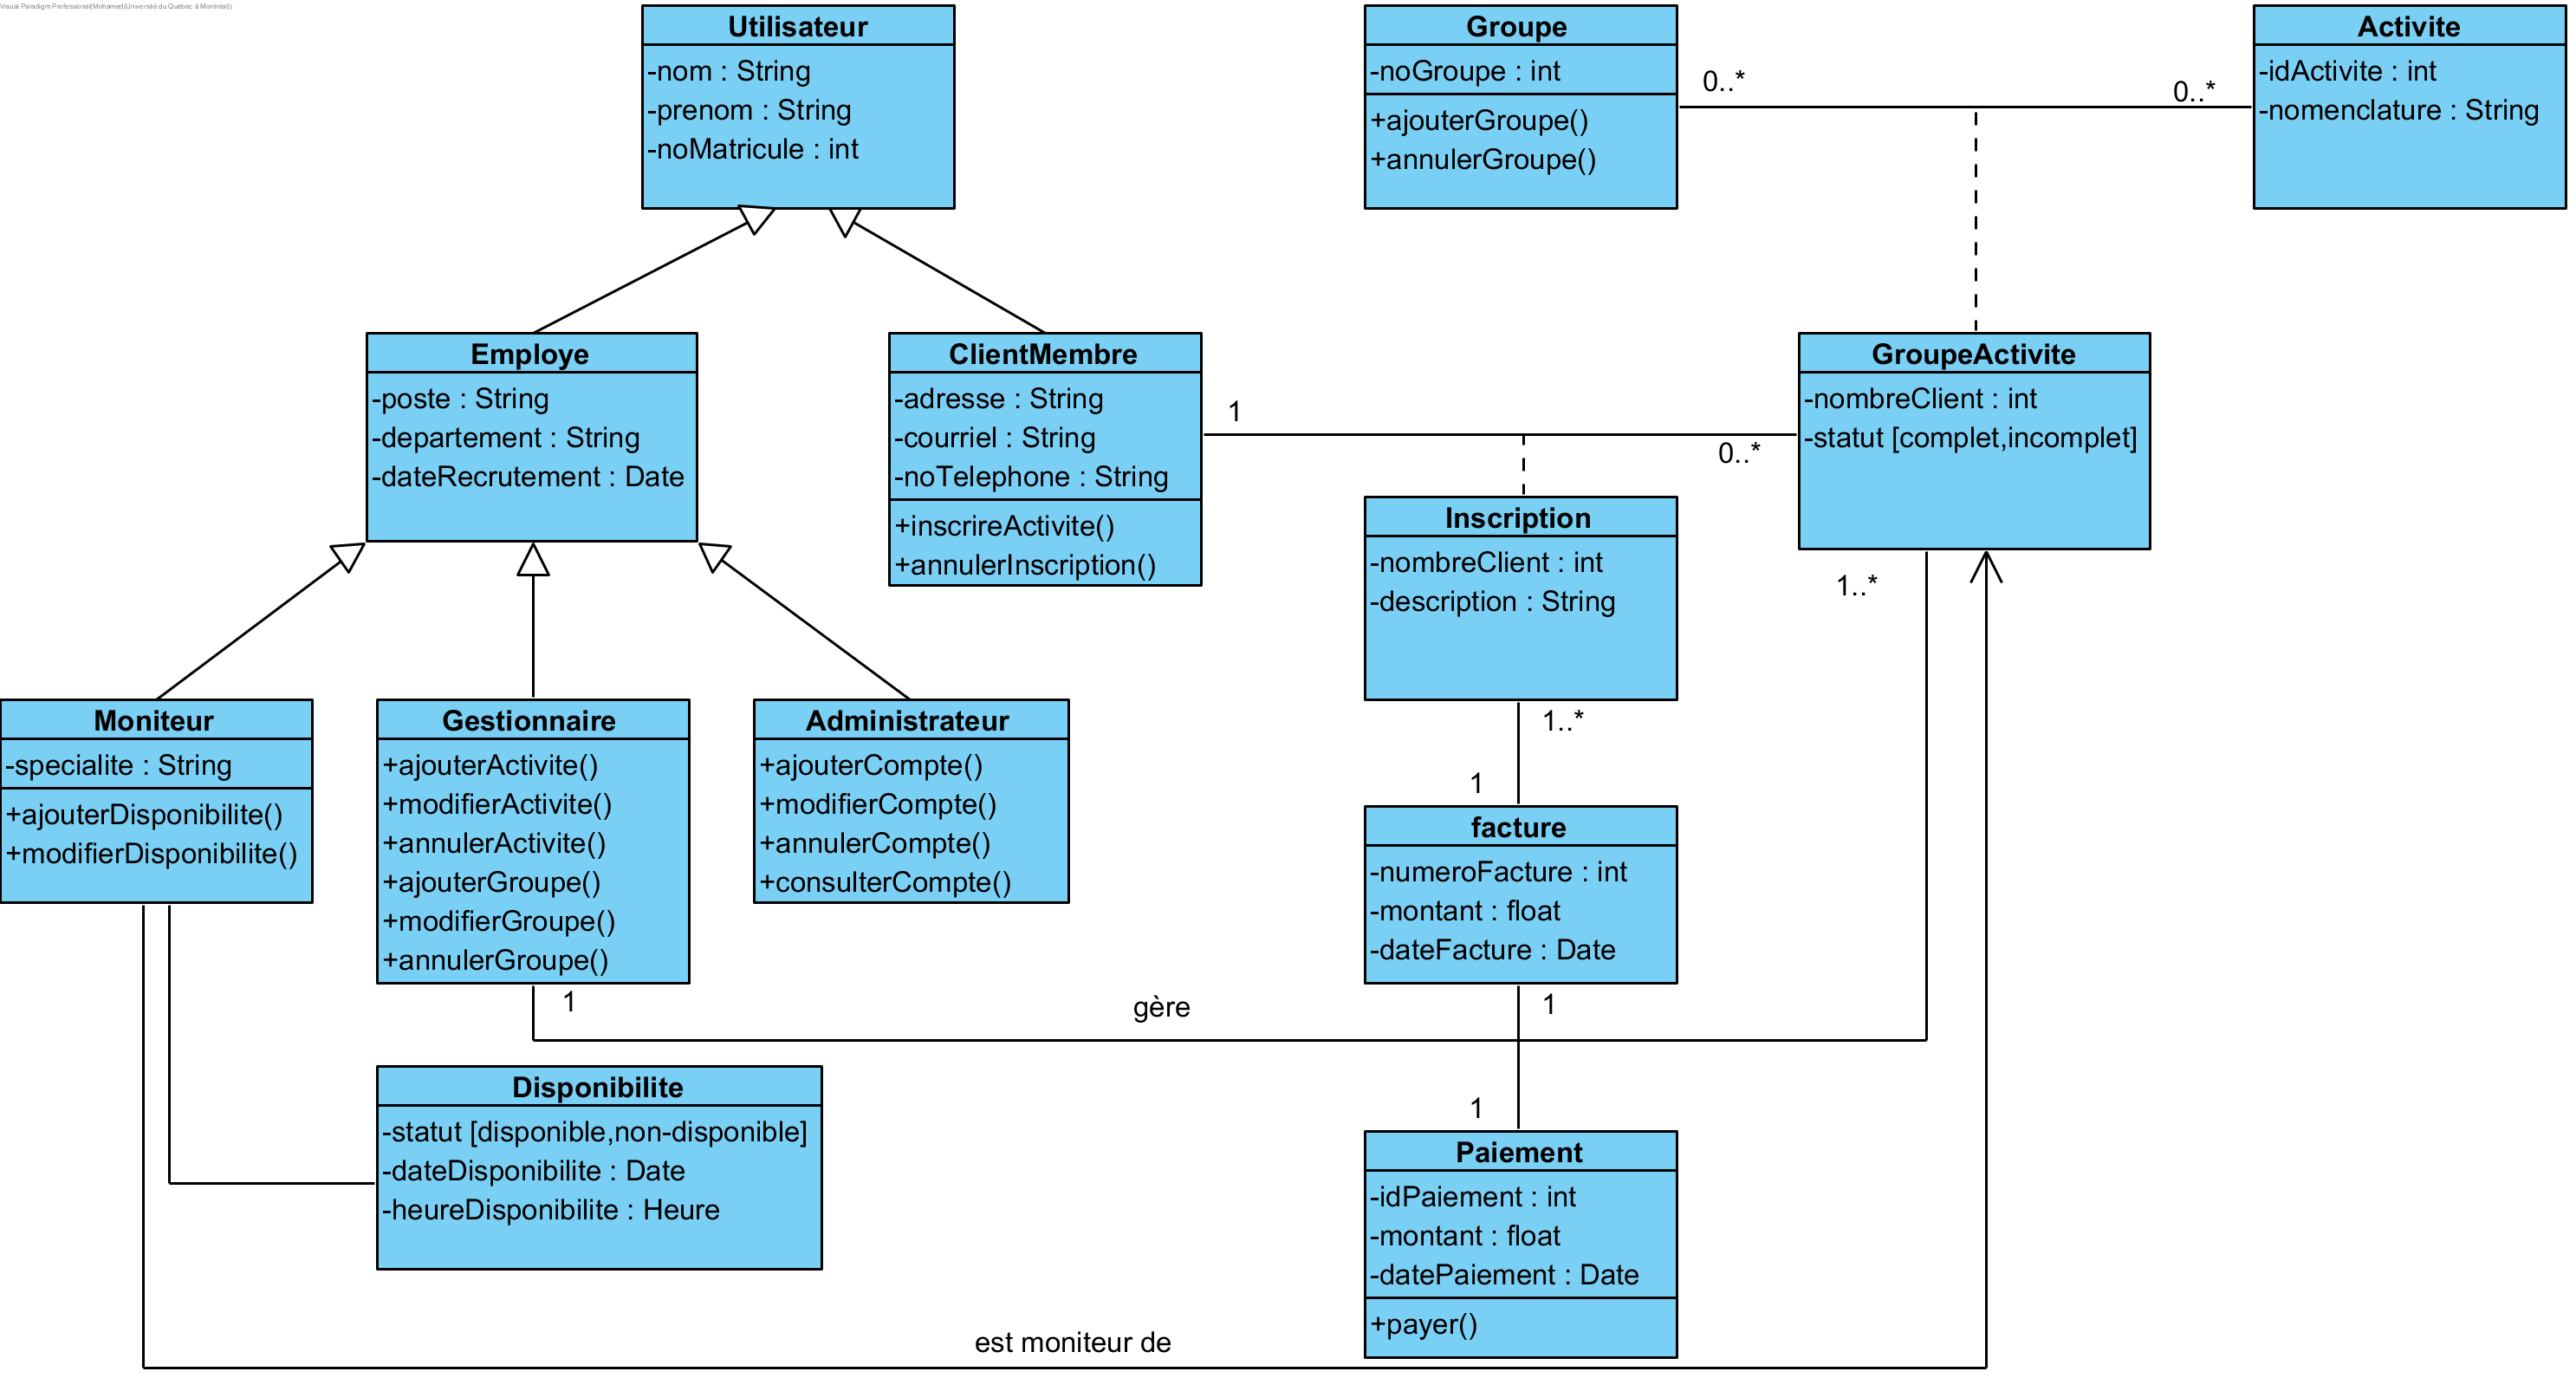 Visual Paradigm Professional(Mohamed(Université du Québec à Montréal))
Utilisateur
-nom : String
-prenom : String
-noMatricule : int
Groupe
-noGroupe : int
+ajouterGroupe()
+annulerGroupe()
0..*
0..*
Activite
-idActivite : int
-nomenclature : String
Employe
-poste : String
-departement : String
-dateRecrutement : Date
ClientMembre
-adresse : String
-courriel : String
-noTelephone : String
+inscrireActivite()
+annulerInscription()
1
0..*
GroupeActivite
-nombreClient : int
-statut [complet,incomplet]
Inscription
-nombreClient : int
-description : String
1..*
Moniteur
-specialite : String
+ajouterDisponibilite()
+modifierDisponibilite()
Gestionnaire
+ajouterActivite()
+modifierActivite()
+annulerActivite()
+ajouterGroupe()
+modifierGroupe()
+annulerGroupe()
Administrateur
+ajouterCompte()
+modifierCompte()
+annulerCompte()
+consulterCompte()
1..*
1
facture
-numeroFacture : int
-montant : float
-dateFacture : Date
1
gère
1
Disponibilite
-statut [disponible,non-disponible]
-dateDisponibilite : Date
-heureDisponibilite : Heure
1
Paiement
-idPaiement : int
-montant : float
-datePaiement : Date
+payer()
est moniteur de